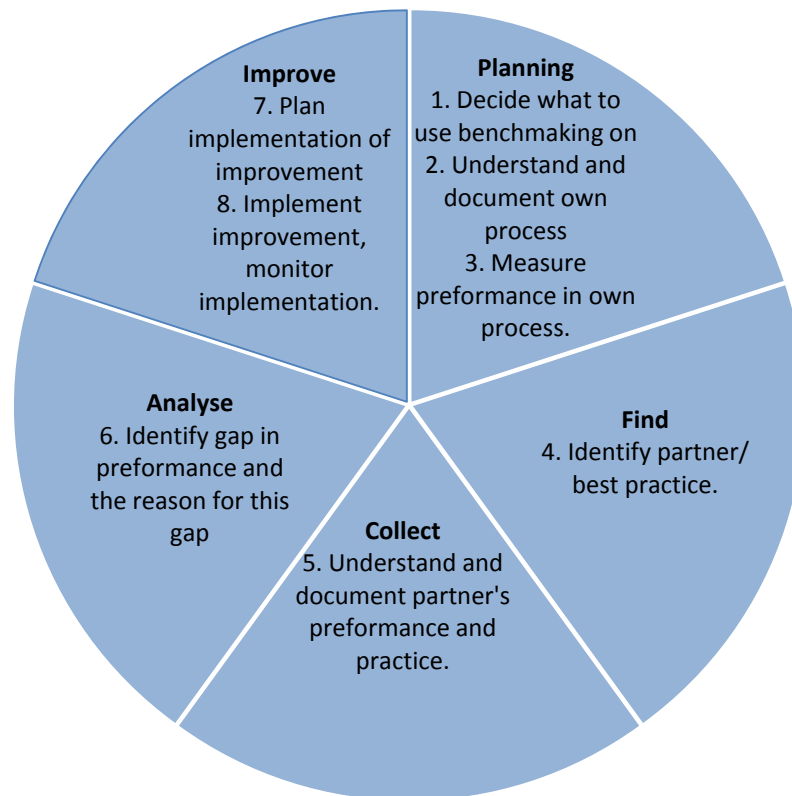 Planning
1. Decide what to
use benchmaking on
2. Understand and
document own
process
3. Measure
preformance in own
process.
Find
4. Identify partner/
best practice.
Collect
5. Understand and
document partner's
preformance and
practice.
Analyse
6. Identify gap in
preformance and
the reason for this
gap
Improve
7. Plan
implementation of
improvement
8. Implement
improvement,
monitor
implementation.